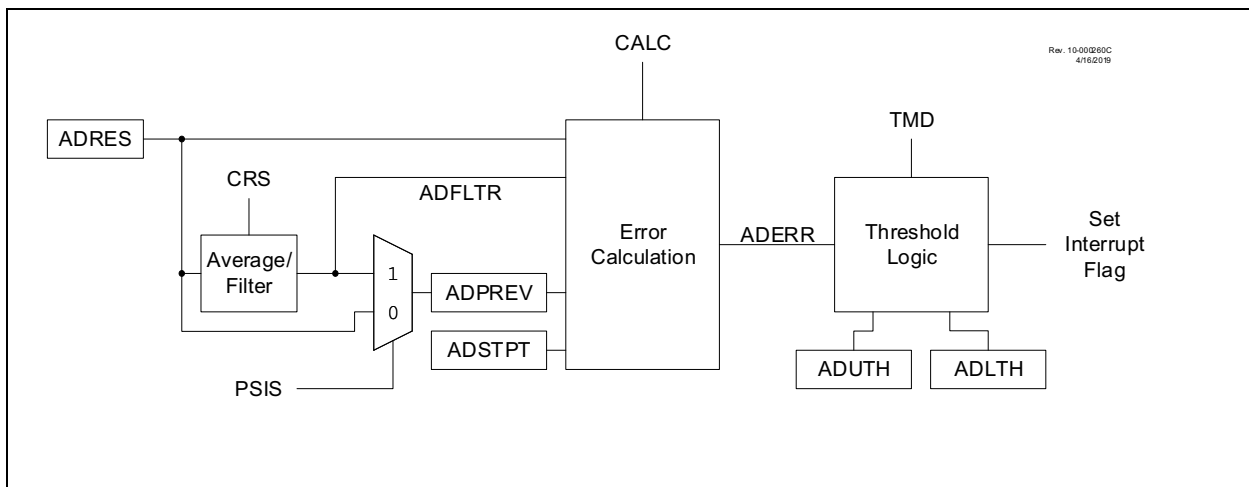 CALC
Rev. 10-000260C
4/16/2019
ADRES
TMD
CRS
ADFLTR
Average/
Filter
1
0
ADPREV
ADSTPT
PSIS
Error
Calculation
ADERR
Threshold
Logic
Set
Interrupt
Flag
ADUTH
ADLTH